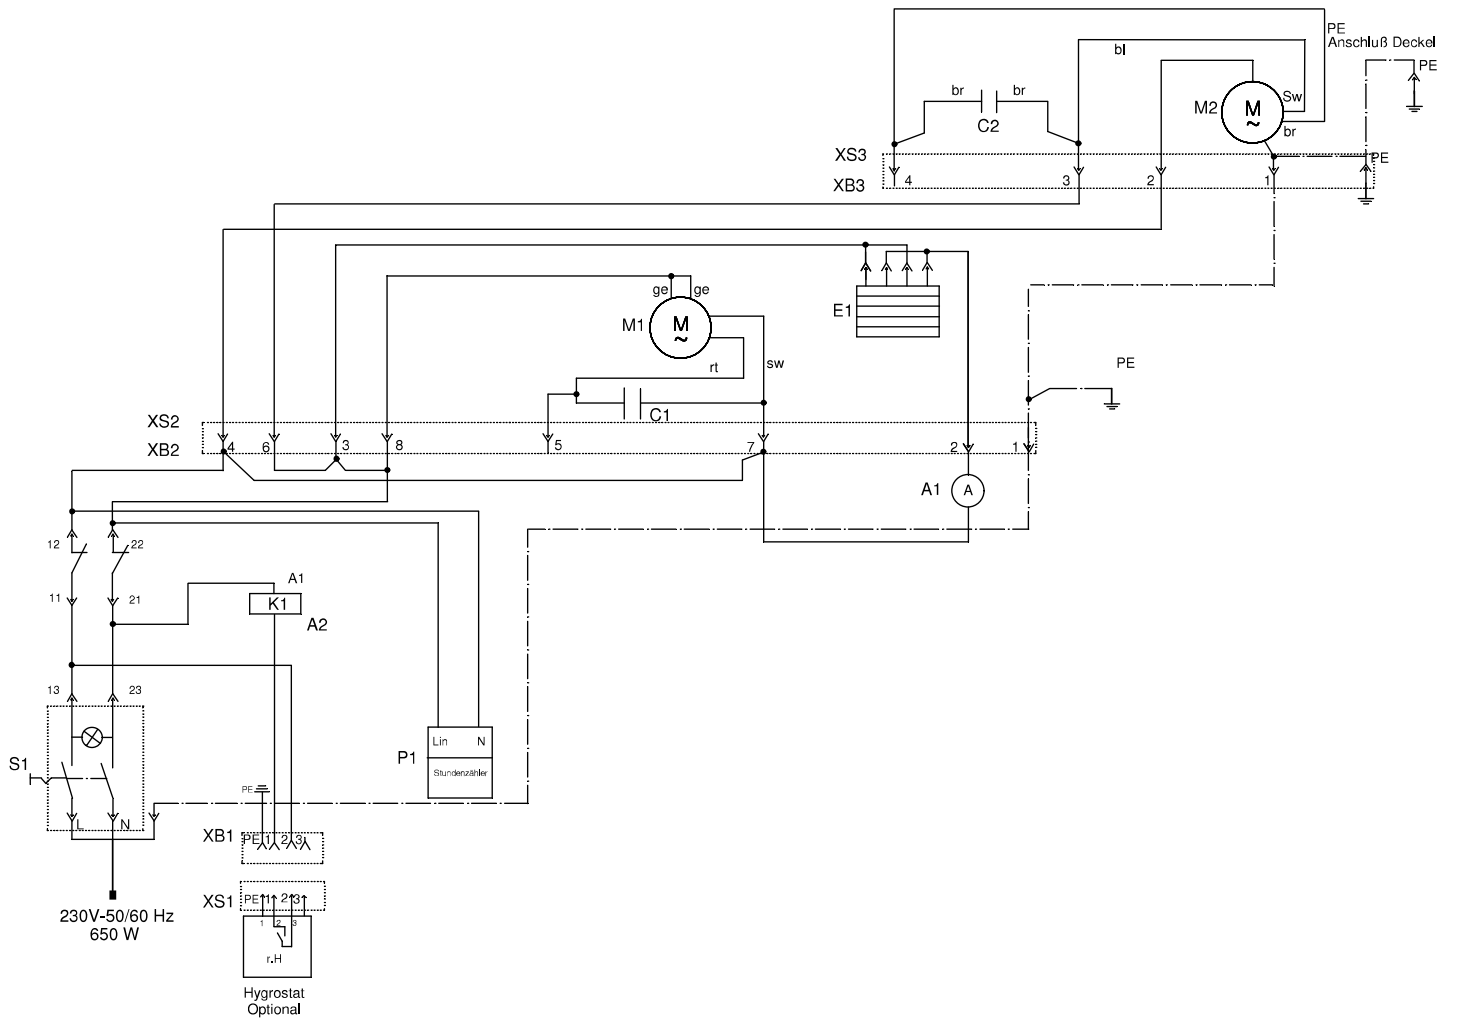 PE
Anschluß Deckel
bl
PE
br
br
M2
M
~
Sw
C2
br
XS3
PE
XB3
4
3
2
1
ge
ge
M1
M
~
E1
rt
sw
PE
C1
XS2
XB2
4
6
3
8
5
7
2
1
A1
A
12
22
A1
11
21
K1
A2
13
23
Lin
N
P1
Stundenzähler
S1
PE
L
N
XB1
PE
1
2
3
XS1
PE
1
2
3
1
2
3
230V-50/60 Hz
650 W
r.H
Hygrostat
Optional